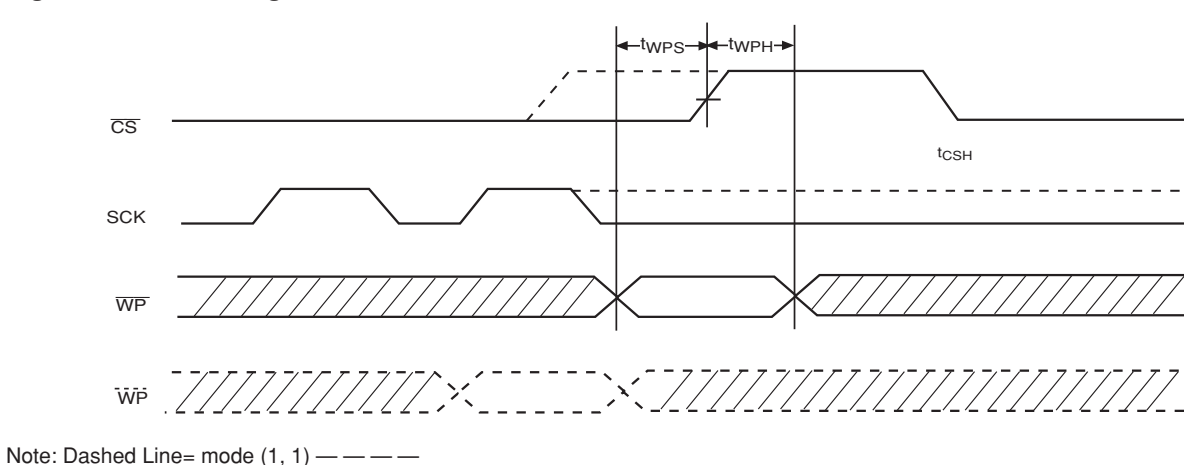 tWPS tWPH
CS
tCSH
SCK
WP
WP
Note: Dashed Line= mode (1, 1) — — — —